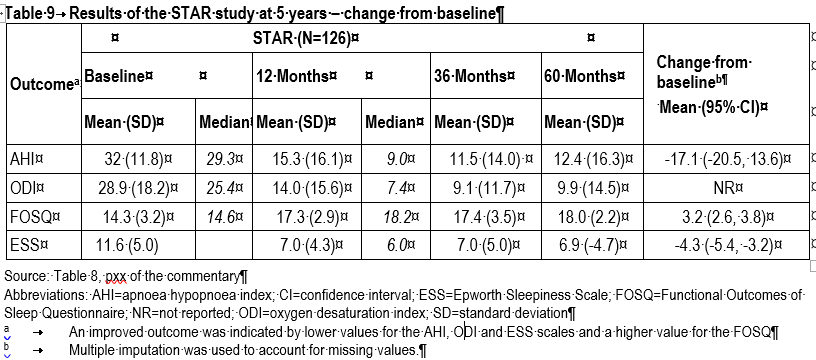 Table 9→ Results of the STAR study at 5 years – change from baseline¶
Outcomeª ¤ STAR (N=126)¤ ¤ Change from baselineᵇ¶ Mean (95% CI)¤
Baseline¤ ¤ 12 Months¤ ¤ 36 Months¤ 60 Months¤
Mean (SD)¤ Median¤ Mean (SD)¤ Median¤ Mean (SD)¤ Mean (SD)¤
AHI¤ 32 (11.8)¤ 29.3¤ 15.3 (16.1)¤ 9.0¤ 11.5 (14.0) ¤ 12.4 (16.3)¤ -17.1 (-20.5, 13.6)¤
ODI¤ 28.9 (18.2)¤ 25.4¤ 14.0 (15.6)¤ 7.4¤ 9.1 (11.7)¤ 9.9 (14.5)¤ NR¤
FOSQ¤ 14.3 (3.2)¤ 14.6¤ 17.3 (2.9)¤ 18.2¤ 17.4 (3.5)¤ 18.0 (2.2)¤ 3.2 (2.6, 3.8)¤
ESS¤ 11.6 (5.0) 7.0 (4.3)¤ 6.0¤ 7.0 (5.0)¤ 6.9 (-4.7)¤ -4.3 (-5.4, -3.2)¤
Source: Table 8, pxx of the commentary¶
Abbreviations: AHI=apnoea hypopnoea index; CI=confidence interval; ESS=Epworth Sleepiness Scale; FOSQ=Functional Outcomes of
Sleep Questionnaire; NR=not reported; ODI=oxygen desaturation index; SD=standard deviation¶
a → An improved outcome was indicated by lower values for the AHI, ODI and ESS scales and a higher value for the FOSQ¶
b → Multiple imputation was used to account for missing values.¶